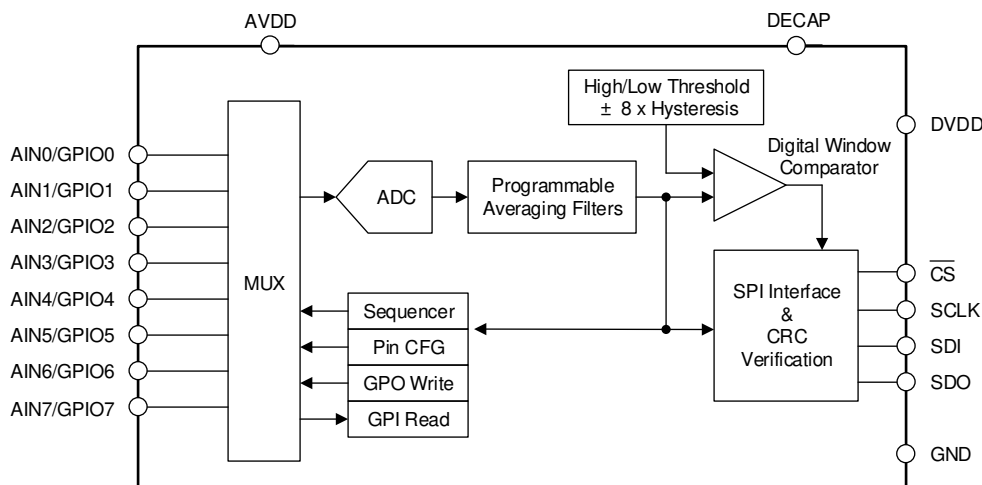 AVDD
DECAP
High/Low Threshold
± 8 x Hysteresis
DVDD
Digital Window
Comparator
AIN0/GPIO0
AIN1/GPIO1
AIN2/GPIO2
AIN3/GPIO3
AIN4/GPIO4
AIN5/GPIO5
AIN6/GPIO6
AIN7/GPIO7
MUX
ADC
Programmable
Averaging Filters
Sequencer
Pin CFG
GPO Write
GPI Read
SPI Interface
&
CRC
Verification
C̅S̅
SCLK
SDI
SDO
GND